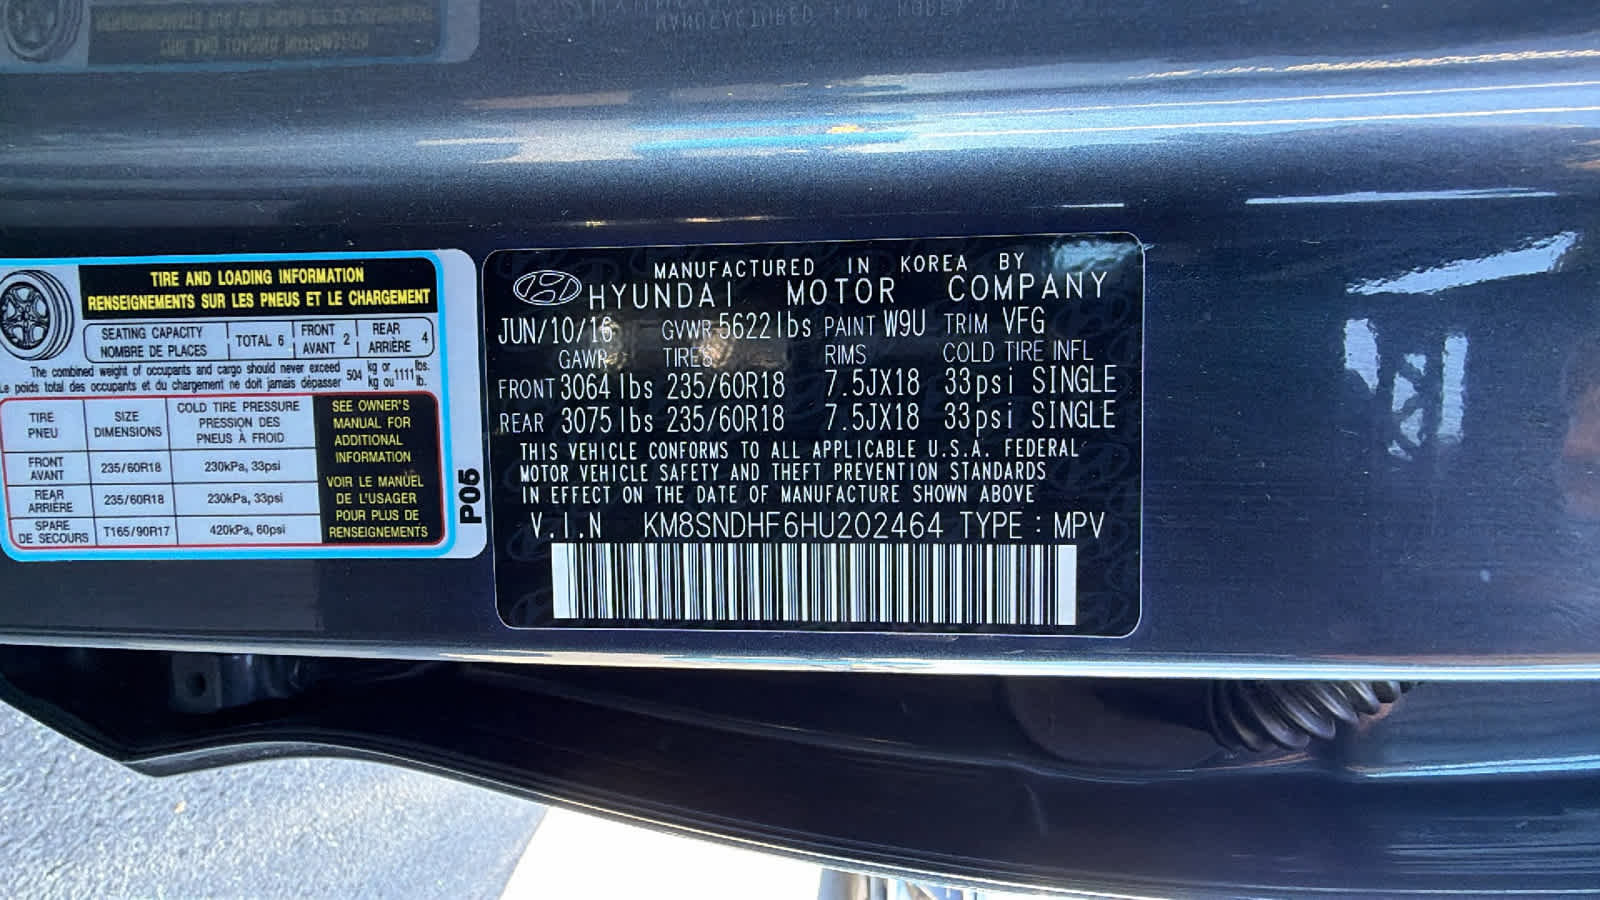 TIRE AND LOADING INFORMATION
RENSEIGNEMENTS SUR LES PNEUS ET LE CHARGEMENT
SEATING CAPACITY
NOMBRE DE PLACES
TOTAL 6
FRONT
AVANT 2
REAR
ARRIÈRE 4
The combined weight of occupants and cargo should never exceed 504 kg or 1111 lbs.
Le poids total des occupants et du chargement ne doit jamais dépasser kg ou lb.
TIRE
PNEU
SIZE
DIMENSIONS
COLD TIRE PRESSURE
PRESSION DES
PNEUS À FROID
FRONT
AVANT
235/60R18
230kPa, 33psi
REAR
ARRIÈRE
235/60R18
230kPa, 33psi
SPARE
DE SECOURS
T165/90R17
420kPa, 60psi
SEE OWNER'S
MANUAL FOR
ADDITIONAL
INFORMATION
VOIR LE MANUEL
DE L'USAGER
POUR PLUS DE
RENSEIGNEMENTS
P05
MANUFACTURED IN KOREA BY
HYUNDAI MOTOR COMPANY
JUN/10/16 GVWR 5622lbs PAINT W9U TRIM VFG
GAWR TIRES RIMS COLD TIRE INFL
FRONT 3064lbs 235/60R18 7.5JX18 33psi SINGLE
REAR 3075lbs 235/60R18 7.5JX18 33psi SINGLE
THIS VEHICLE CONFORMS TO ALL APPLICABLE U.S.A. FEDERAL
MOTOR VEHICLE SAFETY AND THEFT PREVENTION STANDARDS
IN EFFECT ON THE DATE OF MANUFACTURE SHOWN ABOVE
V.I.N KM8SNDHF6HU202464 TYPE : MPV